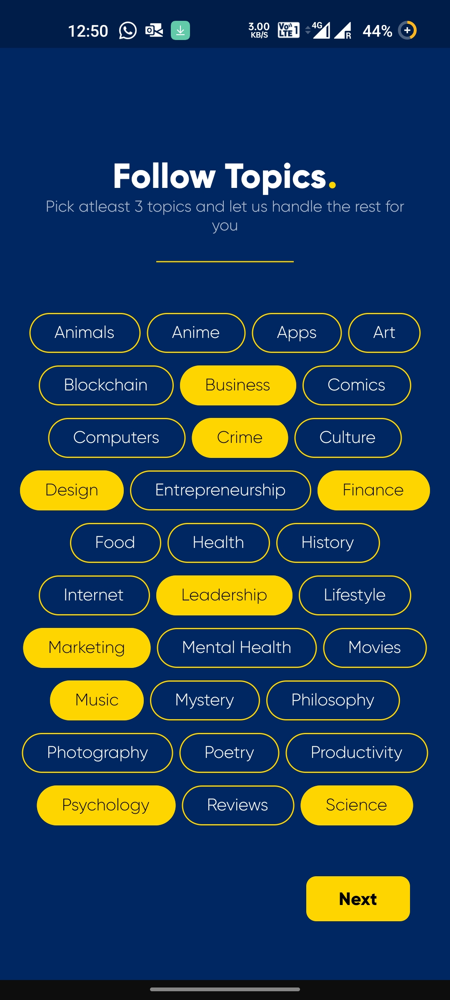 12:50 3.00 KB/S Vo LTE 1 4G R 44%
Follow Topics.
Pick atleast 3 topics and let us handle the rest for
you
Animals Anime Apps Art
Blockchain Business Comics
Computers Crime Culture
Design Entrepreneurship Finance
Food Health History
Internet Leadership Lifestyle
Marketing Mental Health Movies
Music Mystery Philosophy
Photography Poetry Productivity
Psychology Reviews Science
Next